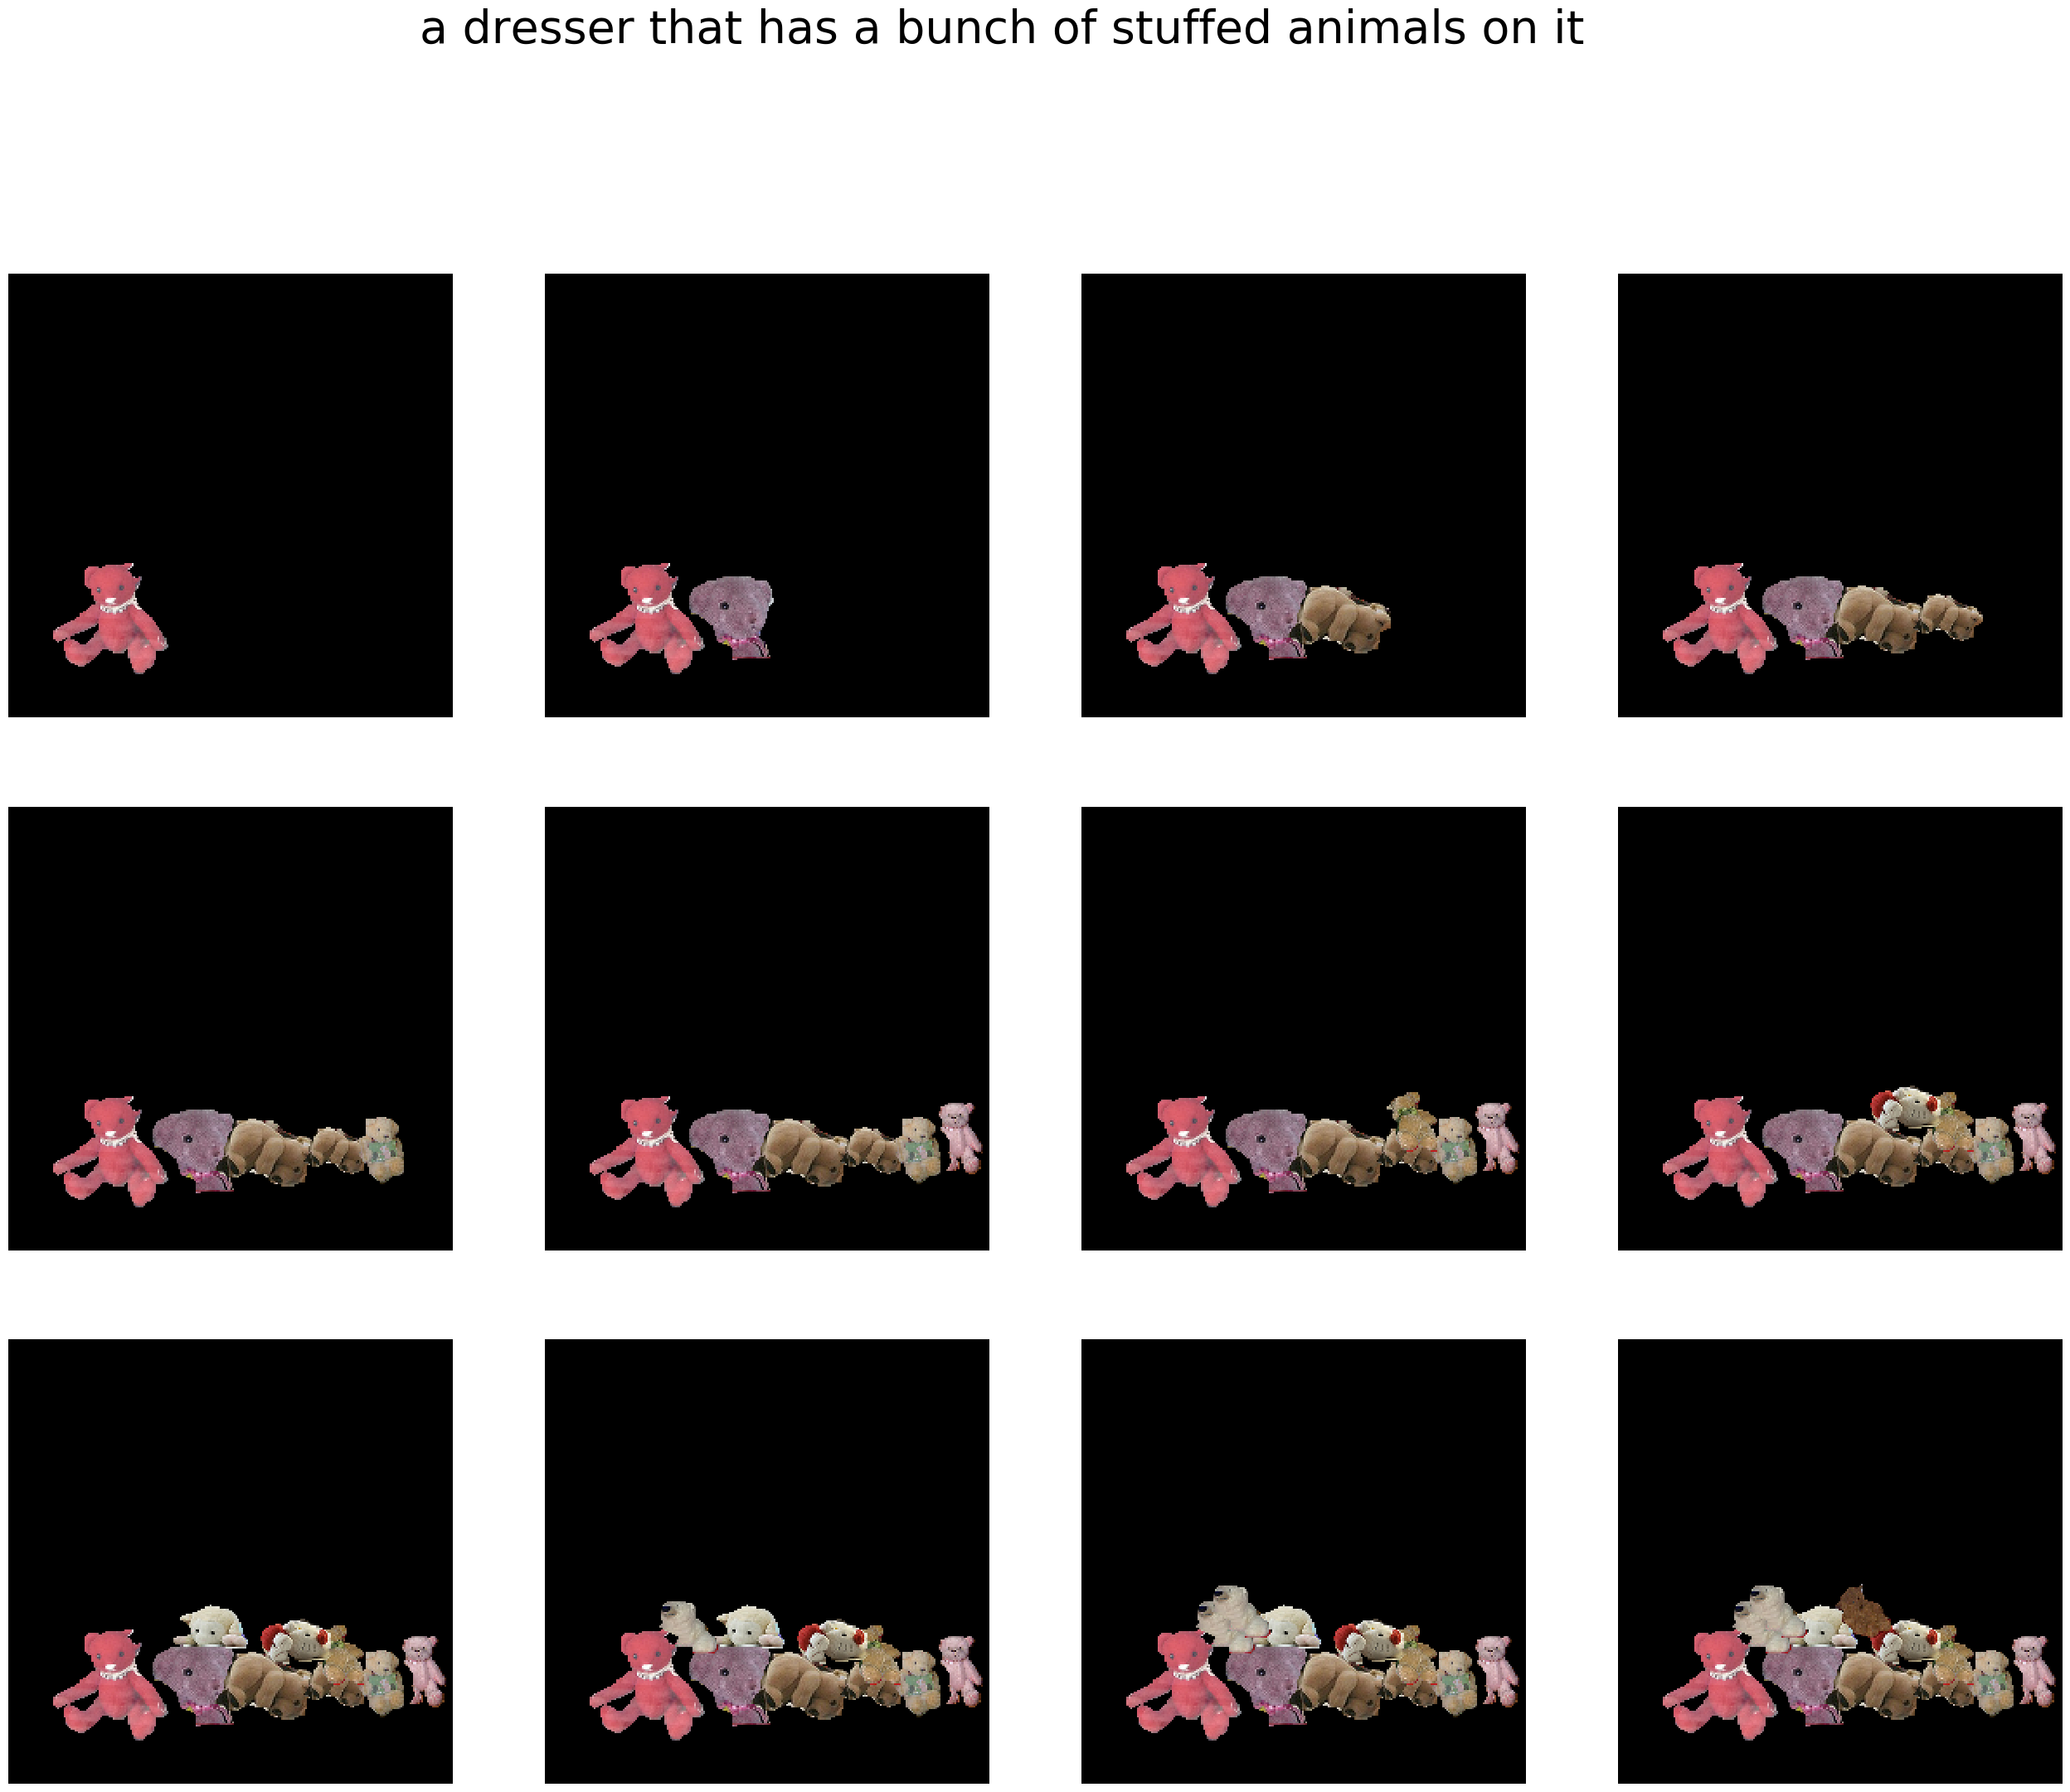 a dresser that has a bunch of stuffed animals on it